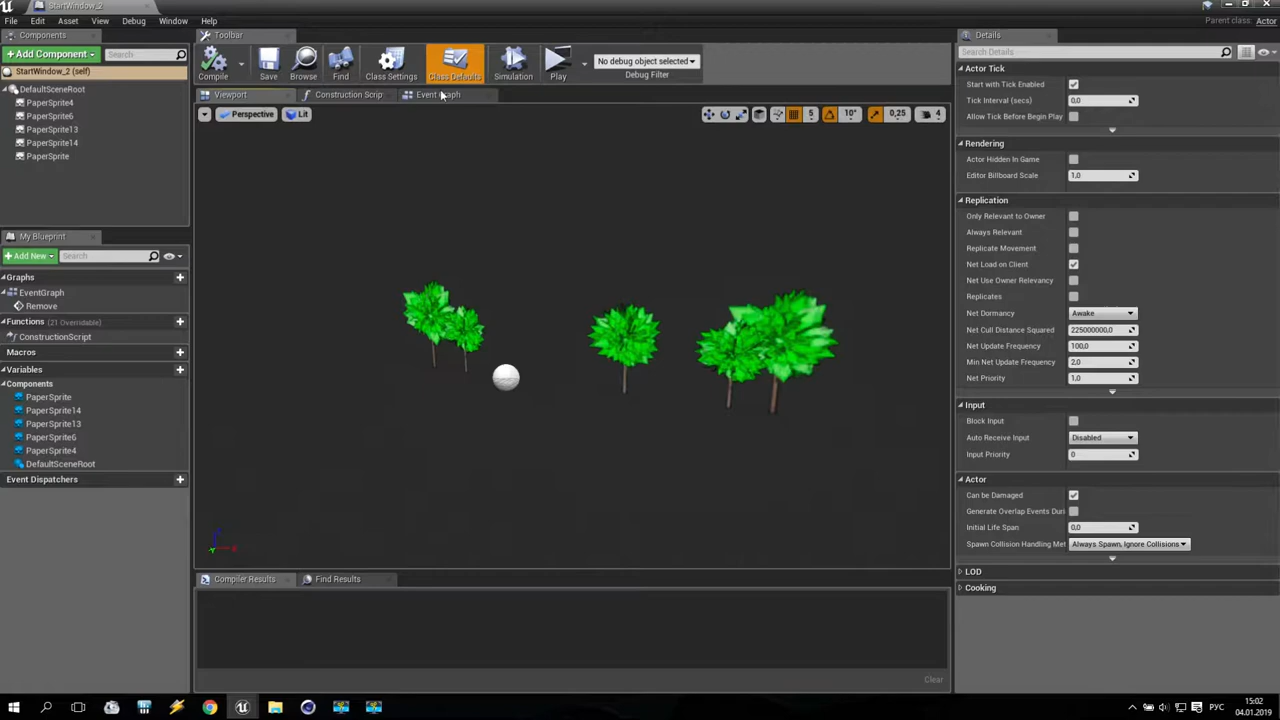 StartWindow_2
File Edit Asset View Window Debug Window Help
Parent class: Actor
Components
Toolbar
Details
Add Component
Search
Compile
Save
Browse
Find
Class Settings
Class Defaults
Simulation
Play
No debug object selected
Debug Filter
Search Details
StartWindow_2 (self)
DefaultSceneRoot
PaperSprite4
PaperSprite6
PaperSprite13
PaperSprite14
PaperSprite
Viewport
Construction Scrip
Event Graph
Perspective
Lit
5
10°
0,25
4
My Blueprint
Add New
Search
Graphs
EventGraph
Remove
Functions (21 Overridable)
ConstructionScript
Macros
Variables
Components
PaperSprite
PaperSprite14
PaperSprite13
PaperSprite6
PaperSprite4
DefaultSceneRoot
Event Dispatchers
Actor Tick
Start with Tick Enabled
Tick Interval (secs) 0,0
Allow Tick Before Begin Play
Rendering
Actor Hidden In Game
Editor Billboard Scale 1,0
Replication
Only Relevant to Owner
Always Relevant
Replicate Movement
Net Load on Client
Net Use Owner Relevancy
Replicates
Net Dormancy Awake
Net Cull Distance Squared 225000000,0
Net Update Frequency 100,0
Min Net Update Frequency 2,0
Net Priority 1,0
Input
Block Input
Auto Receive Input Disabled
Input Priority 0
Actor
Can be Damaged
Generate Overlap Events Duri
Initial Life Span 0,0
Spawn Collision Handling Met Always Spawn, Ignore Collisions
LOD
Cooking
Compiler Results
Find Results
Clear
РУС
15:02
04.01.2019